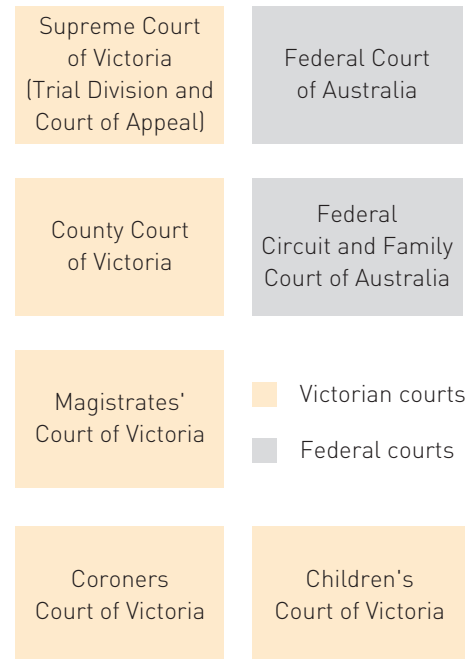 Supreme Court
of Victoria
(Trial Division and
Court of Appeal)
Federal Court
of Australia
County Court
of Victoria
Federal
Circuit and Family
Court of Australia
Magistrates'
Court of Victoria
Victorian courts
Federal courts
Coroners
Court of Victoria
Children's
Court of Victoria